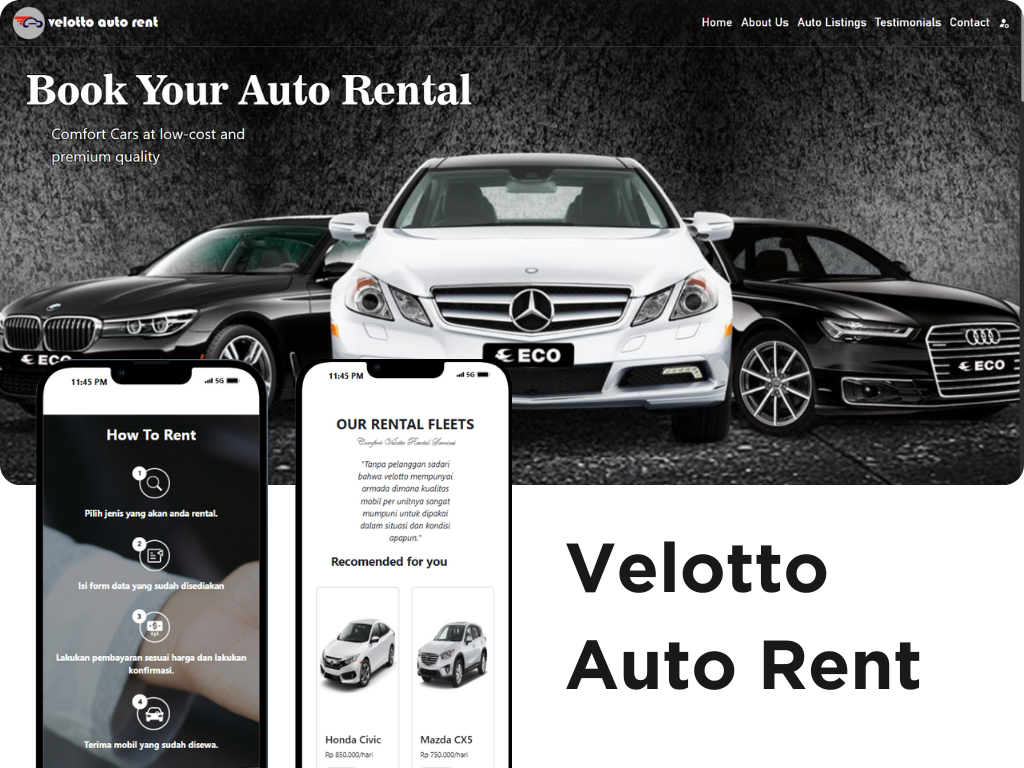 velotto auto rent
Home About Us Auto Listings Testimonials Contact
Book Your Auto Rental
Comfort Cars at low-cost and
premium quality
ECO
ECO
ECO
11:45 PM 5G
How To Rent
1
Pilih jenis yang akan anda rental.
2
Isi form data yang sudah disediakan
3
Lakukan pembayaran sesuai harga dan lakukan
konfirmasi.
4
Terima mobil yang sudah disewa.
11:45 PM 5G
OUR RENTAL FLEETS
Comfort Velotto Rental Services
"Tanpa pelanggan sadari
bahwa velotto mempunyai
armada dimana kualitas
mobil per unitnya sangat
mumpuni untuk dipakai
dalam situasi dan kondisi
apapun."
Recomended for you
Honda Civic
Rp 850.000/hari
Mazda CX5
Rp 750.000/hari
Velotto
Auto Rent